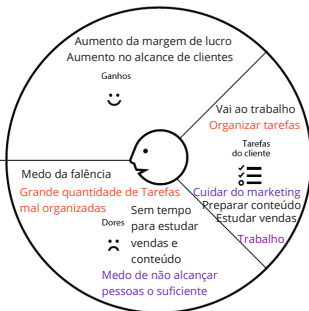 Aumento da margem de lucro
Aumento no alcance de clientes
Ganhos
Vai ao trabalho
Organizar tarefas
Tarefas
do cliente
Cuidar do marketing
Preparar conteúdo
Estudar vendas
Trabalho
Medo da falência
Grande quantidade de Tarefas
mal organizadas
Dores
Sem tempo
para estudar
vendas e
conteúdo
Medo de não alcançar
pessoas o suficiente